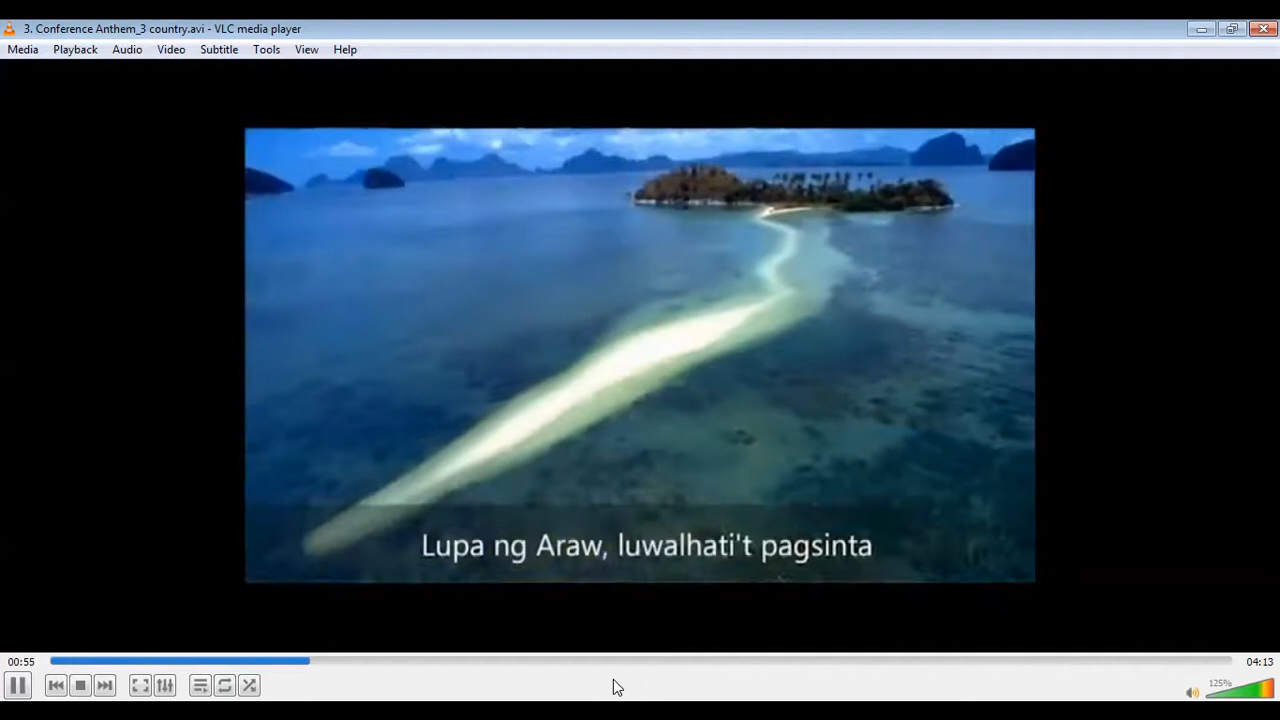 3. Conference Anthem_3 country.avi - VLC media player
Media Playback Audio Video Subtitle Tools View Help
Lupa ng Araw, luwalhati't pagsinta
00:55 04:13
125%